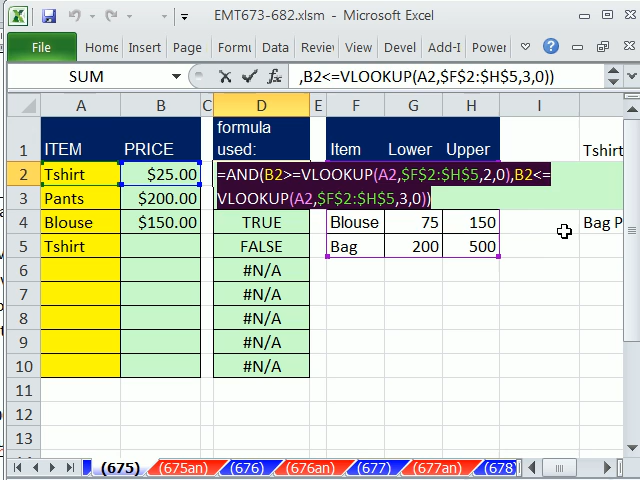 EMT673-682.xlsm - Microsoft Excel
File Home Insert Page Formu Data Review View Devel Add-I Power
SUM ,B2<=VLOOKUP(A2,$F$2:$H$5,3,0))
A B C D E F G H I
1 ITEM PRICE formula used: Item Lower Upper Tshirt
2 Tshirt $25.00 =AND(B2>=VLOOKUP(A2,$F$2:$H$5,2,0),B2<=
3 Pants $200.00 VLOOKUP(A2,$F$2:$H$5,3,0))
4 Blouse $150.00 TRUE Blouse 75 150 Bag P
5 Tshirt FALSE Bag 200 500
6 #N/A
7 #N/A
8 #N/A
9 #N/A
10 #N/A
11
12
13
(675) (675an) (676) (676an) (677) (677an) (678